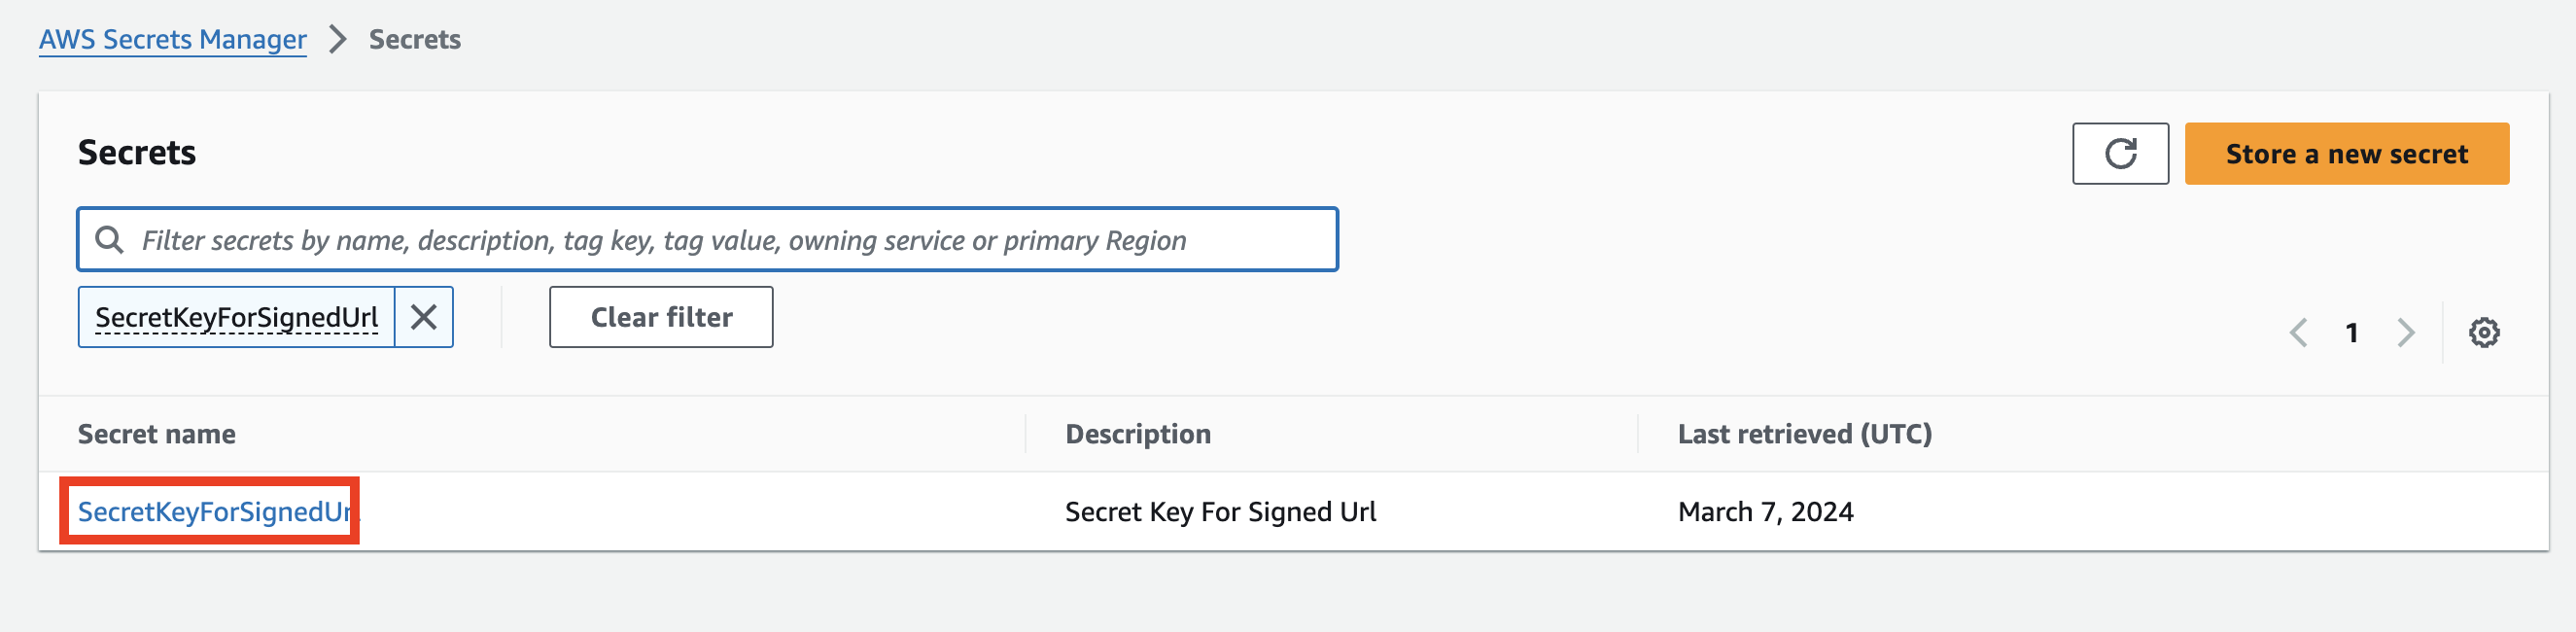 AWS Secrets Manager > Secrets
Secrets
Store a new secret
Filter secrets by name, description, tag key, tag value, owning service or primary Region
SecretKeyForSignedUrl
Clear filter
1
Secret name Description Last retrieved (UTC)
SecretKeyForSignedUrl Secret Key For Signed Url March 7, 2024